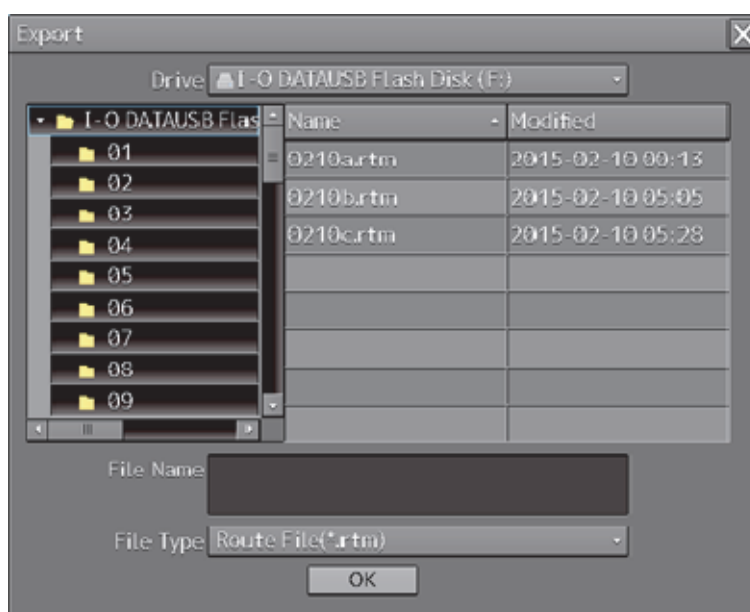 Export
Drive I-O DATAUSB Flash Disk (F:)
I-O DATAUSB Flas
01
02
03
04
05
06
07
08
09
Name Modified
0210a.rtm 2015-02-10 00:13
0210b.rtm 2015-02-10 05:05
0210c.rtm 2015-02-10 05:28
File Name
File Type Route File(*.rtm)
OK